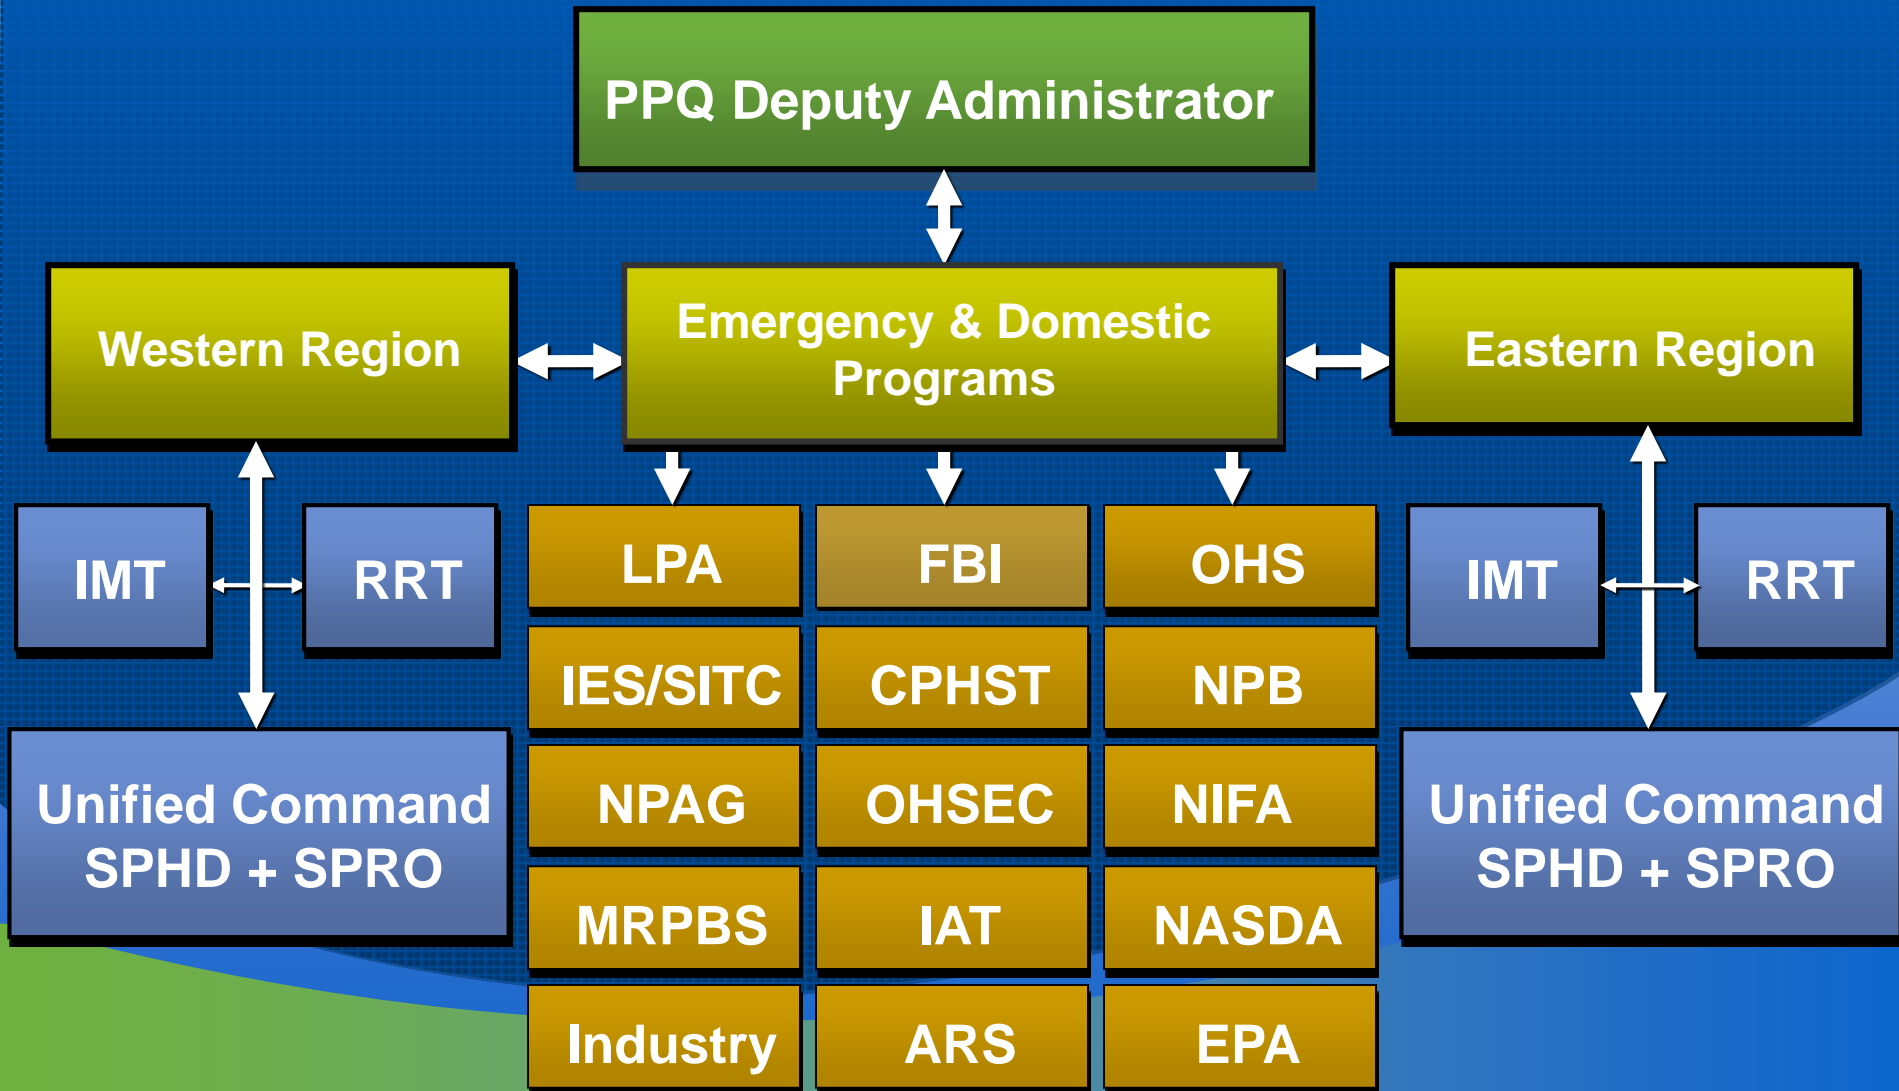 PPQ Deputy Administrator
Western Region
Emergency & Domestic
Programs
Eastern Region
IMT
RRT
LPA
FBI
OHS
IMT
RRT
IES/SITC
CPHST
NPB
Unified Command
SPHD + SPRO
NPAG
OHSEC
NIFA
Unified Command
SPHD + SPRO
MRPBS
IAT
NASDA
Industry
ARS
EPA